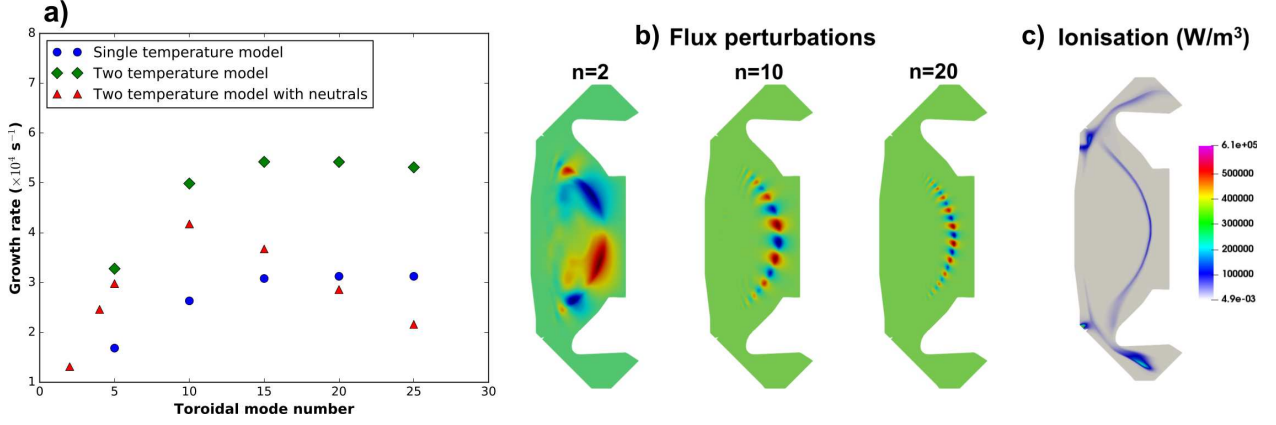 a)
8
7
6
5
4
3
2
1
0
5
10
15
20
25
30
Growth rate (×10⁴ s⁻¹)
Toroidal mode number
Single temperature model
Two temperature model
Two temperature model with neutrals
b) Flux perturbations
n=2
n=10
n=20
c) Ionisation (W/m³)
6.1e+05
500000
400000
300000
200000
100000
4.9e-03